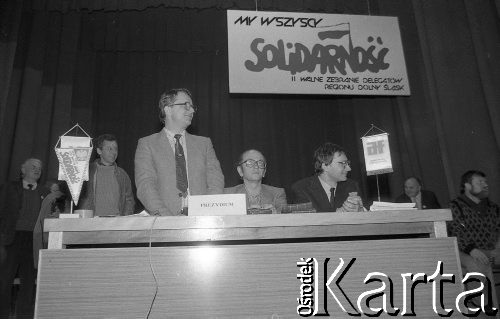 MY WSZYSCY
SOLIDARNOŚĆ
II WALNE ZEBRANIE DELEGATÓW
REGIONU DOLNY ŚLĄSK
PREZYDIUM
Ośrodek
Karta